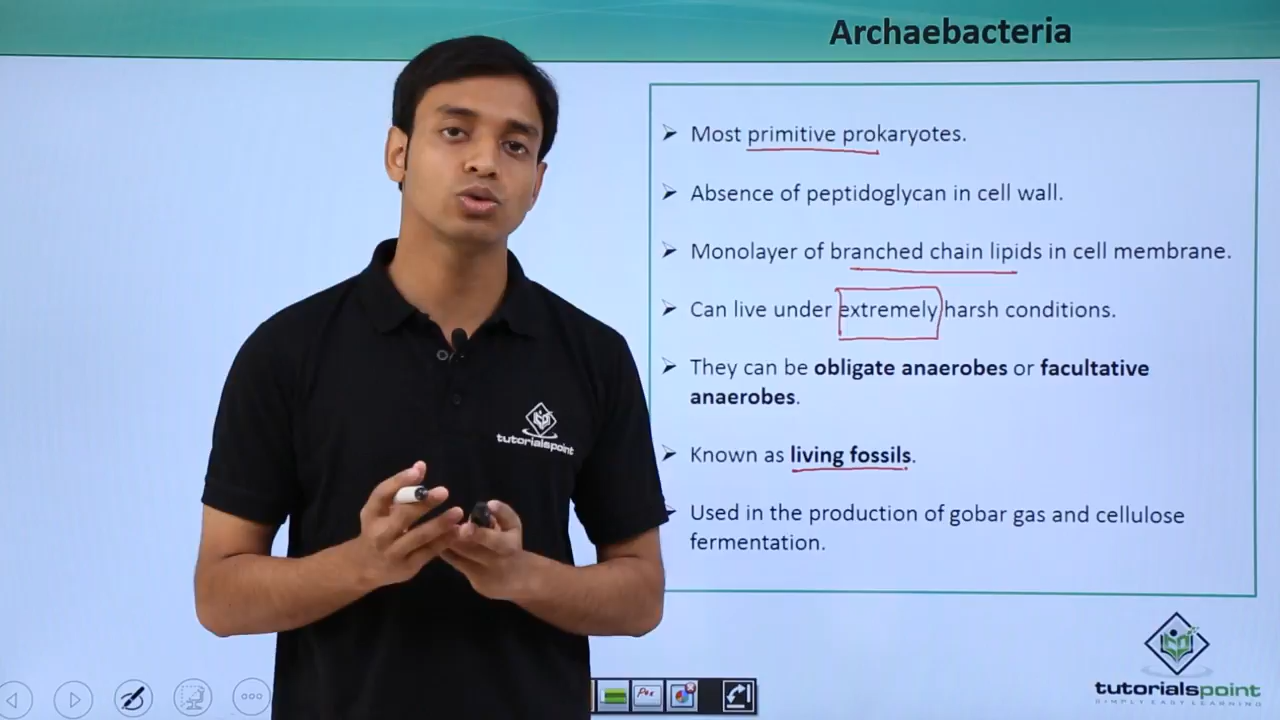 Archaebacteria
Most primitive prokaryotes.
Absence of peptidoglycan in cell wall.
Monolayer of branched chain lipids in cell membrane.
Can live under extremely harsh conditions.
They can be obligate anaerobes or facultative
anaerobes.
Known as living fossils.
Used in the production of gobar gas and cellulose
fermentation.
tutorialspoint
Pex
tutorialspoint
SIMPLY EASY LEARNING